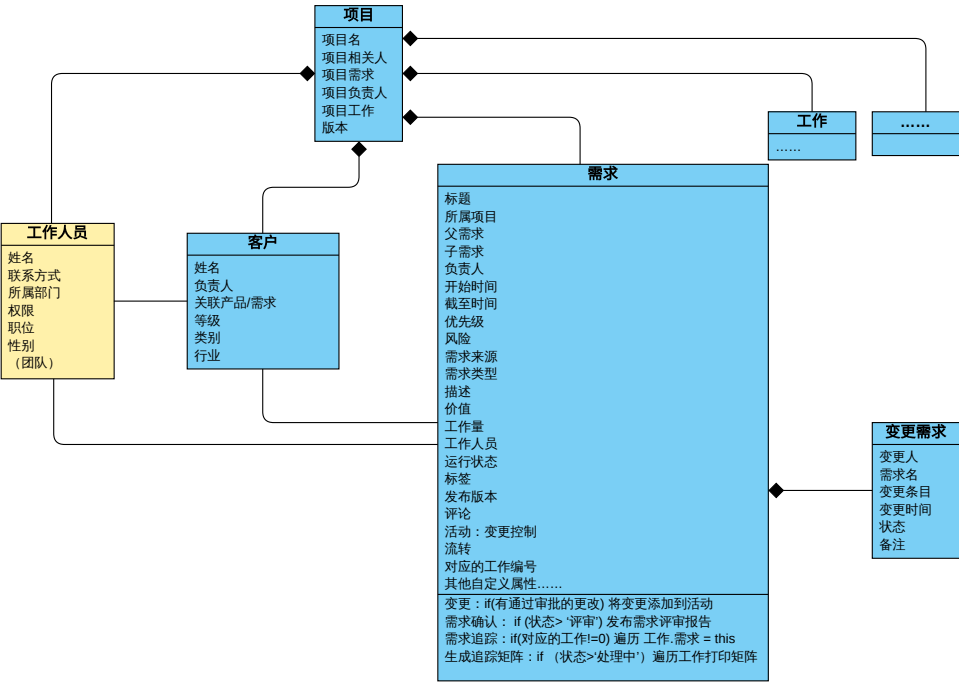 项目
项目名
项目相关人
项目需求
项目负责人
项目工作
版本
工作
……
……
工作人员
姓名
联系方式
所属部门
权限
职位
性别
（团队）
客户
姓名
负责人
关联产品/需求
等级
类别
行业
需求
标题
所属项目
父需求
子需求
负责人
开始时间
截至时间
优先级
风险
需求来源
需求类型
描述
价值
工作量
工作人员
运行状态
标签
发布版本
评论
活动：变更控制
流转
对应的工作编号
其他自定义属性……
变更：if(有通过审批的更改) 将变更添加到活动
需求确认： if (状态> ‘评审’) 发布需求评审报告
需求追踪：if(对应的工作!=0) 遍历 工作.需求 = this
生成追踪矩阵：if （状态>‘处理中’）遍历工作打印矩阵
变更需求
变更人
需求名
变更条目
变更时间
状态
备注